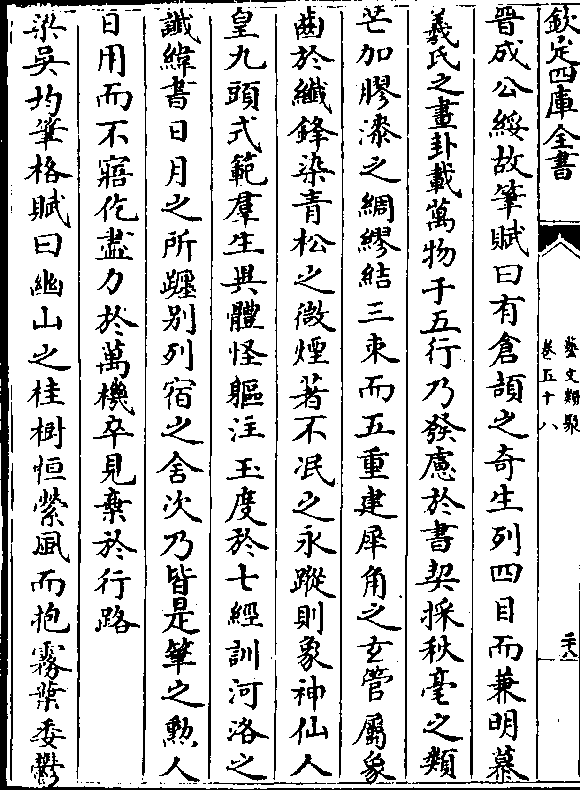 欽定四庫全書
藝文類聚
卷五十八
二六
晉成公綏故筆賦曰有倉頡之奇生列四目而兼明慕
羲氏之畫卦載萬物于五行乃發慮於書契採秋毫之類
芒加膠漆之綢繆結三束而五重建犀角之玄管屬象
齒於纖鋒染青松之微煙著不泯之永蹤則象神仙人
皇九頭式範羣生異體怪軀注玉度於七經訓河洛之
讖緯書日月之所躔别列宿之舍次乃皆是筆之勲人
日用而不寤仡盡力於萬機卒見棄於行路
梁吳均筆格賦曰幽山之桂樹恒縈風而抱霧葉委鬱